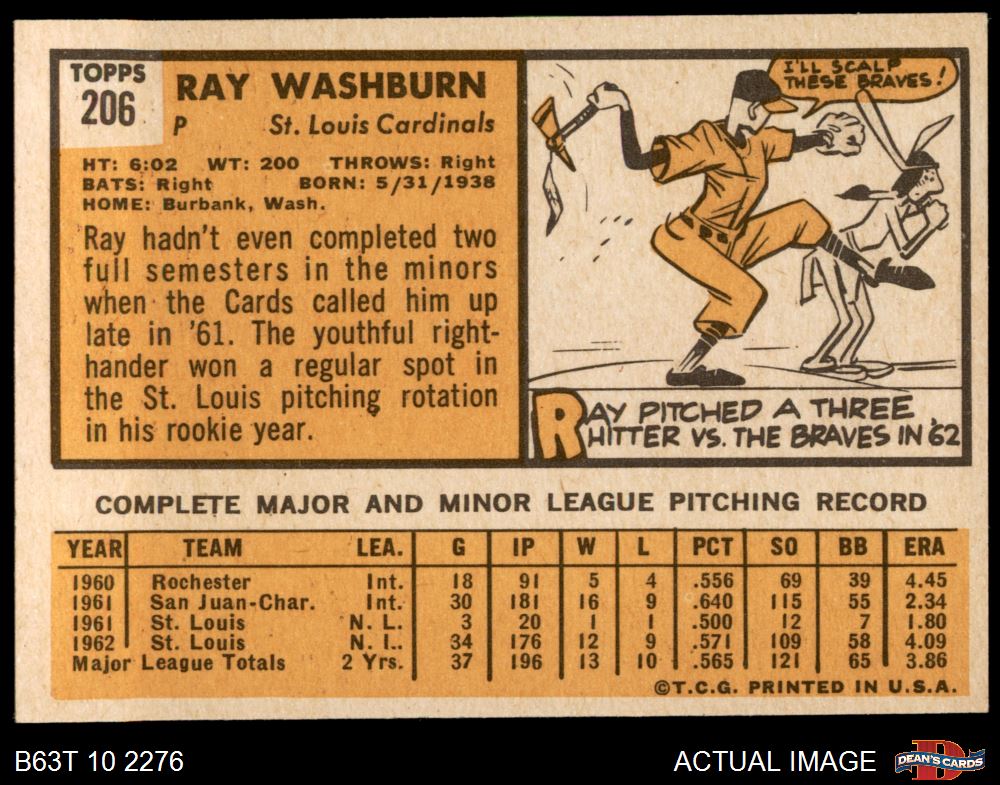 TOPPS
206
RAY WASHBURN
P St. Louis Cardinals
HT: 6:02 WT: 200 THROWS: Right
BATS: Right BORN: 5/31/1938
HOME: Burbank, Wash.
Ray hadn't even completed two
full semesters in the minors
when the Cards called him up
late in '61. The youthful right-
hander won a regular spot in
the St. Louis pitching rotation
in his rookie year.
I'LL SCALP
THESE BRAVES!
RAY PITCHED A THREE
HITTER VS. THE BRAVES IN '62
COMPLETE MAJOR AND MINOR LEAGUE PITCHING RECORD
YEAR TEAM LEA. G IP W L PCT SO BB ERA
1960 Rochester Int. 18 91 5 4 .556 69 39 4.45
1961 San Juan-Char. Int. 30 181 16 9 .640 115 55 2.34
1961 St. Louis N. L. 3 20 1 1 .500 12 7 1.80
1962 St. Louis N. L. 34 176 12 9 .571 109 58 4.09
Major League Totals 2 Yrs. 37 196 13 10 .565 121 65 3.86
©T.C.G. PRINTED IN U.S.A.
B63T 10 2276
ACTUAL IMAGE
D
DEAN'S CARDS